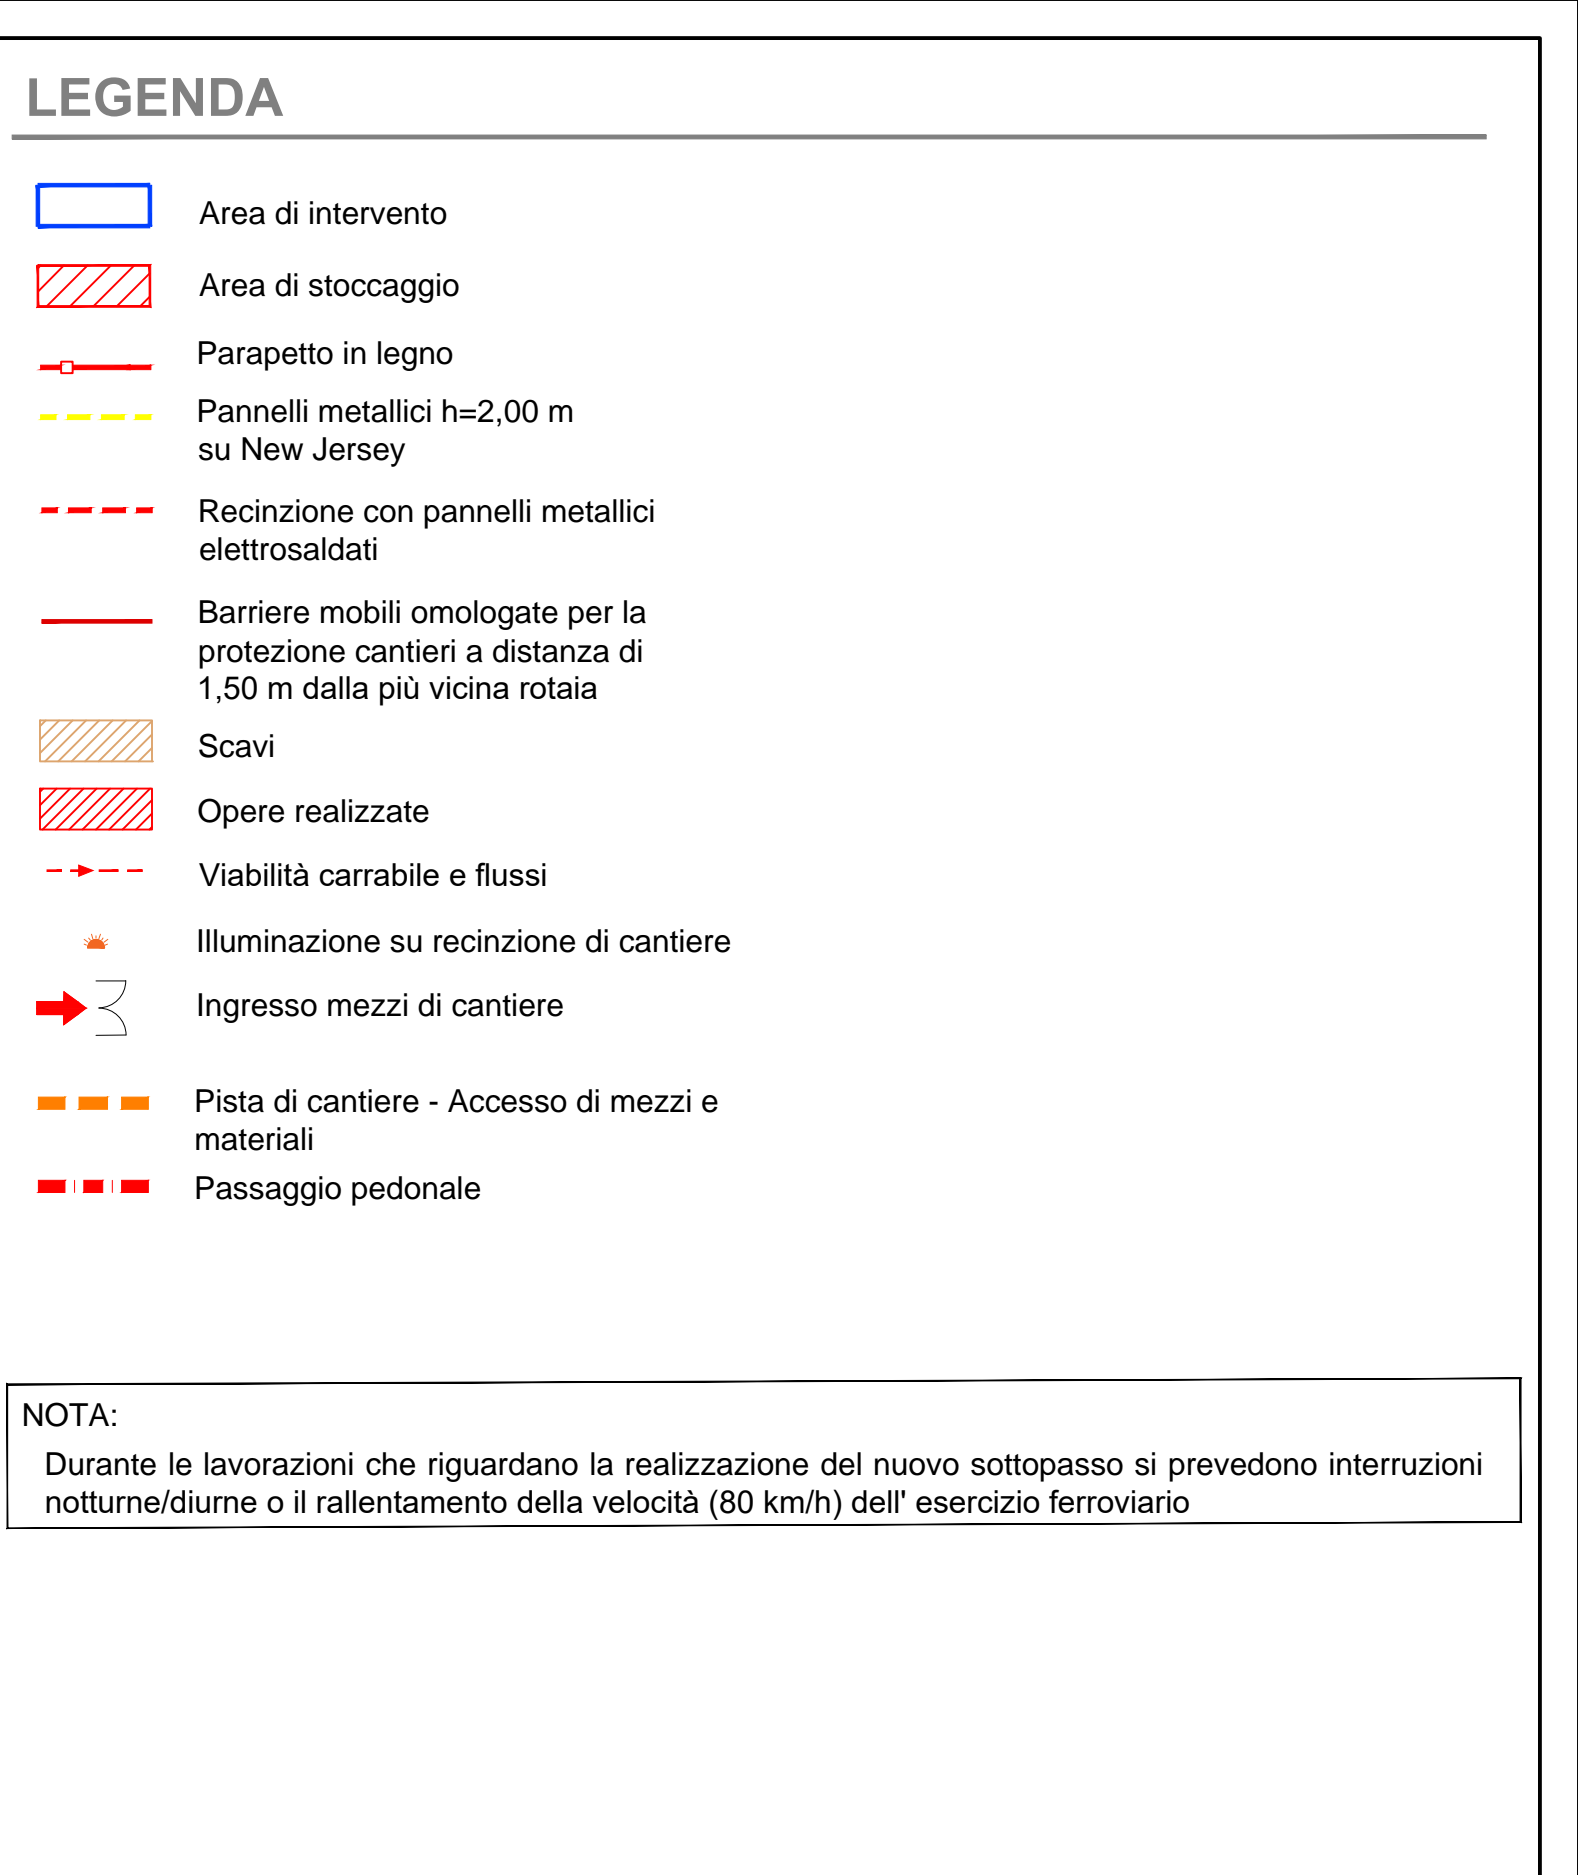 LEGENDA
Area di intervento
Area di stoccaggio
Parapetto in legno
Pannelli metallici h=2,00 m
su New Jersey
Recinzione con pannelli metallici
elettrosaldati
Barriere mobili omologate per la
protezione cantieri a distanza di
1,50 m dalla più vicina rotaia
Scavi
Opere realizzate
Viabilità carrabile e flussi
Illuminazione su recinzione di cantiere
Ingresso mezzi di cantiere
Pista di cantiere - Accesso di mezzi e
materiali
Passaggio pedonale
NOTA:
Durante le lavorazioni che riguardano la realizzazione del nuovo sottopasso si prevedono interruzioni
notturne/diurne o il rallentamento della velocità (80 km/h) dell' esercizio ferroviario